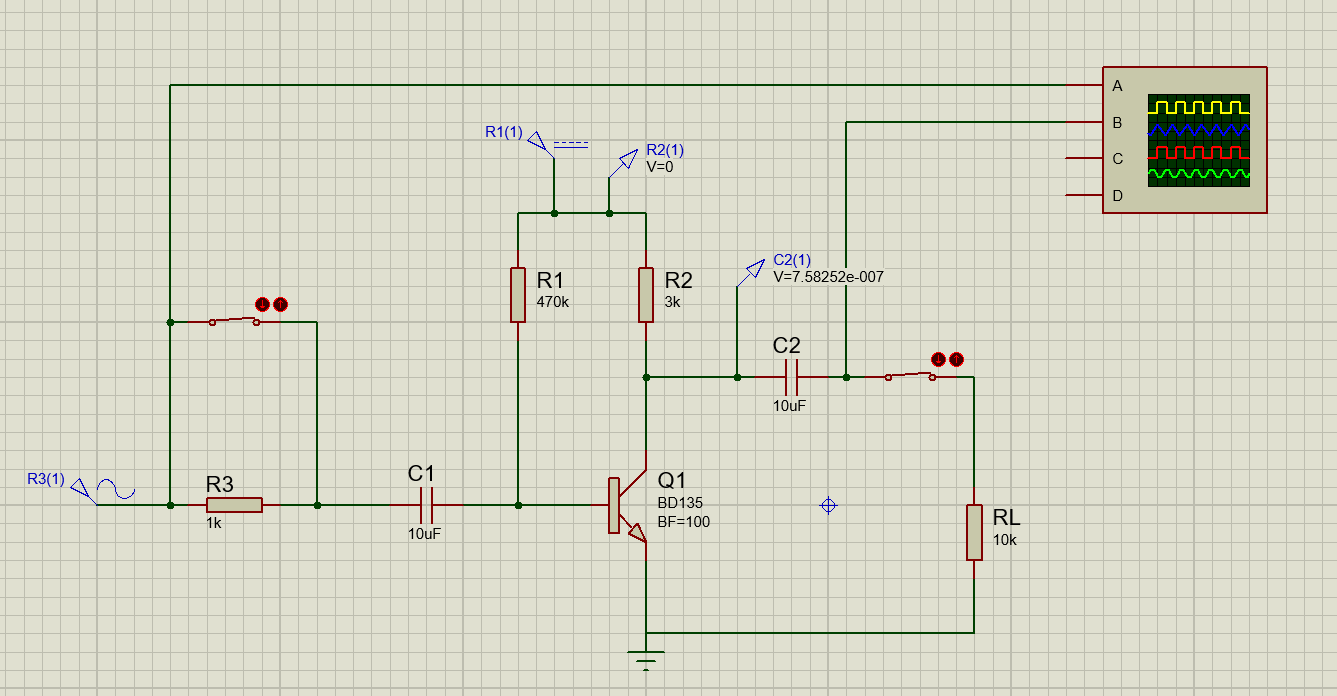 A
B
C
D
R1(1)
R2(1)
V=0
C2(1)
V=7.58252e-007
R1
470k
R2
3k
C2
10uF
R3(1)
R3
1k
C1
10uF
Q1
BD135
BF=100
RL
10k